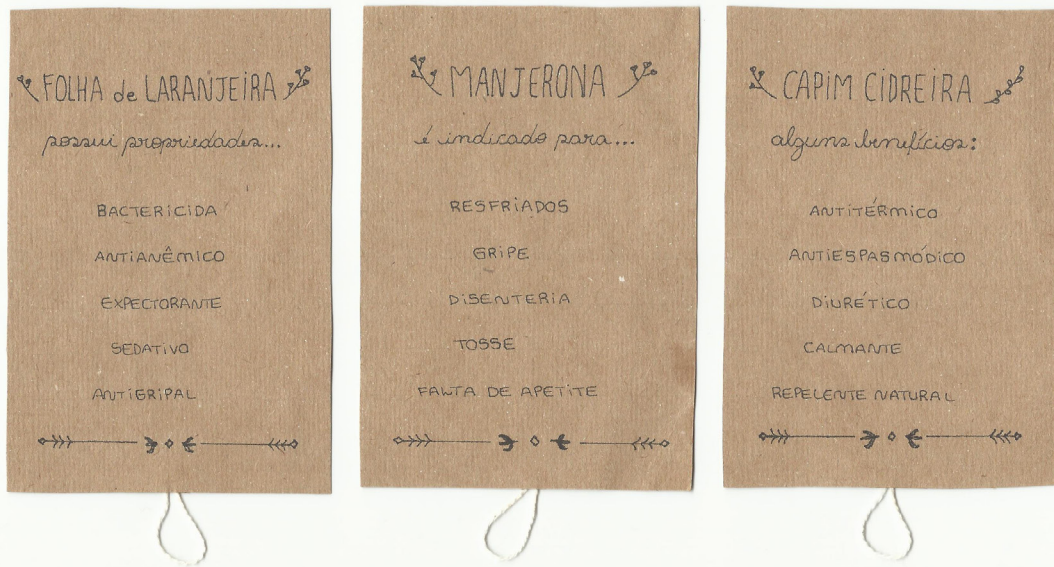 FOLHA de LARANJEIRA
possui propriedades...
BACTERICIDA
ANTIANÊMICO
EXPECTORANTE
SEDATIVO
ANTIGRIPAL
MANJERONA
é indicado para...
RESFRIADOS
GRIPE
DISENTERIA
TOSSE
FALTA DE APETITE
CAPIM CIDREIRA
alguns benefícios:
ANTITÉRMICO
ANTIESPASMÓDICO
DIURÉTICO
CALMANTE
REPELENTE NATURAL